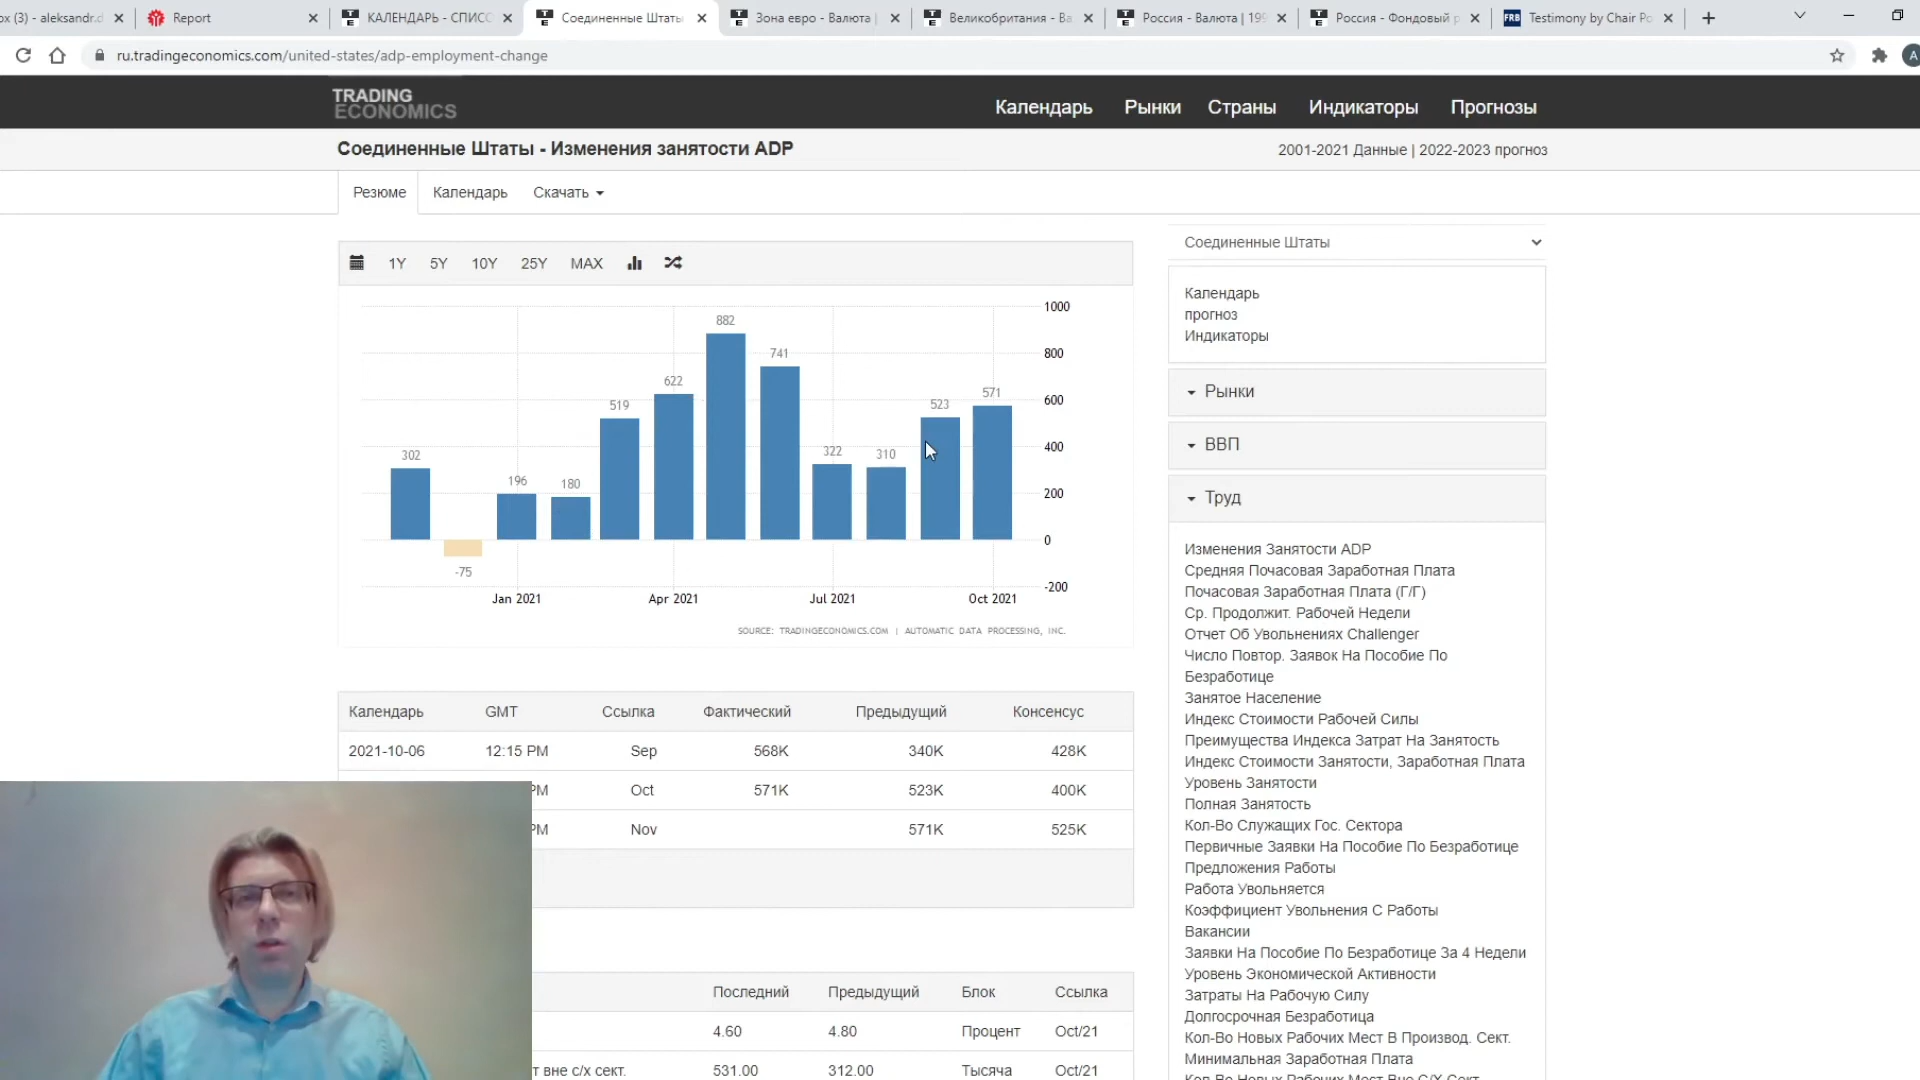 ox (3) - aleksandr.d
Report
КАЛЕНДАРЬ - СПИСО
Соединенные Штаты
Зона евро - Валюта |
Великобритания - Ва
Россия - Валюта | 199
Россия - Фондовый р
FRB
Testimony by Chair Po
ru.tradingeconomics.com/united-states/adp-employment-change
A
TRADING
ECONOMICS
Календарь
Рынки
Страны
Индикаторы
Прогнозы
Соединенные Штаты - Изменения занятости ADP
2001-2021 Данные | 2022-2023 прогноз
Резюме
Календарь
Скачать
1Y 5Y 10Y 25Y MAX
1000
800
600
400
200
0
-200
302
-75
196
180
519
622
882
741
322
310
523
571
Jan 2021
Apr 2021
Jul 2021
Oct 2021
SOURCE: TRADINGECONOMICS.COM | AUTOMATIC DATA PROCESSING, INC.
Календарь GMT Ссылка Фактический Предыдущий Консенсус
2021-10-06 12:15 PM Sep 568K 340K 428K
PM Oct 571K 523K 400K
PM Nov 571K 525K
Последний Предыдущий Блок Ссылка
4.60 4.80 Процент Oct/21
т вне с/х сект. 531.00 312.00 Тысяча Oct/21
Соединенные Штаты
Календарь
прогноз
Индикаторы
Рынки
ВВП
Труд
Изменения Занятости ADP
Средняя Почасовая Заработная Плата
Почасовая Заработная Плата (Г/Г)
Ср. Продолжит. Рабочей Недели
Отчет Об Увольнениях Challenger
Число Повтор. Заявок На Пособие По
Безработице
Занятое Население
Индекс Стоимости Рабочей Силы
Преимущества Индекса Затрат На Занятость
Индекс Стоимости Занятости, Заработная Плата
Уровень Занятости
Полная Занятость
Кол-Во Служащих Гос. Сектора
Первичные Заявки На Пособие По Безработице
Предложения Работы
Работа Увольняется
Коэффициент Увольнения С Работы
Вакансии
Заявки На Пособие По Безработице За 4 Недели
Уровень Экономической Активности
Затраты На Рабочую Силу
Долгосрочная Безработица
Кол-Во Новых Рабочих Мест В Производ. Сект.
Минимальная Заработная Плата
Кол-Во Новых Рабочих Мест Вне С/Х Сект.